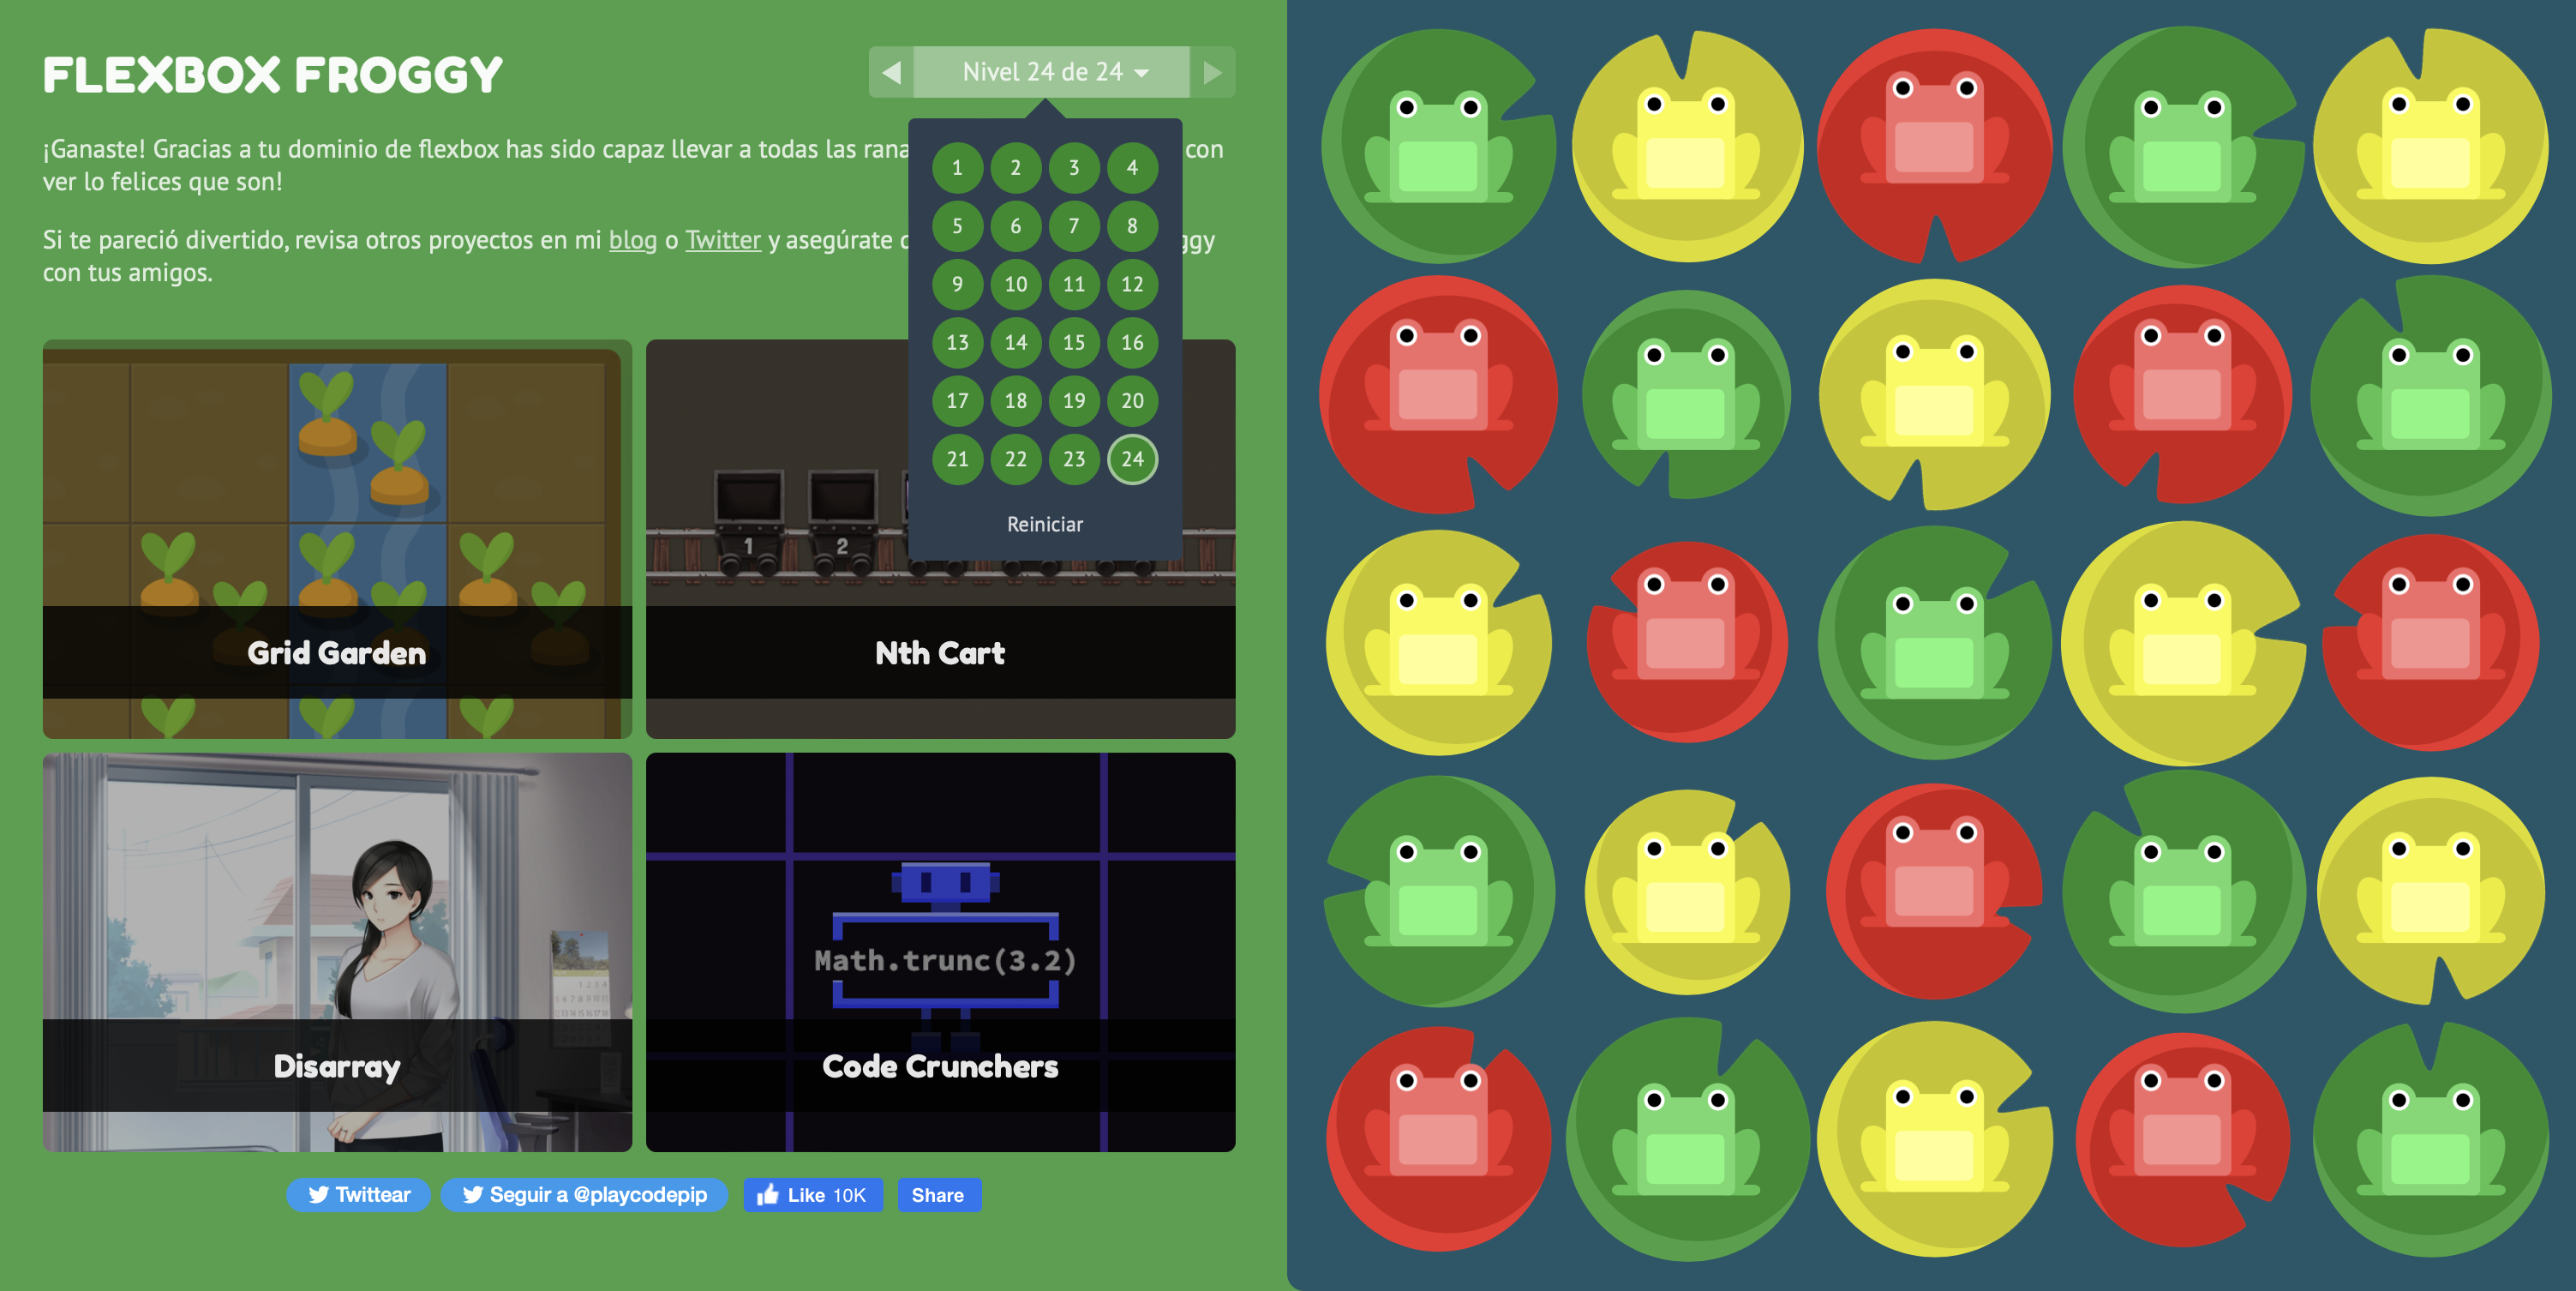 FLEXBOX FROGGY
Nivel 24 de 24
¡Ganaste! Gracias a tu dominio de flexbox has sido capaz llevar a todas las rana
con
ver lo felices que son!
Si te pareció divertido, revisa otros proyectos en mi blog o Twitter y asegúrate
ggy
con tus amigos.
1 2 3 4
5 6 7 8
9 10 11 12
13 14 15 16
17 18 19 20
21 22 23 24
Reiniciar
1 2
Grid Garden
Nth Cart
Math.trunc(3.2)
Disarray
Code Crunchers
Twittear
Seguir a @playcodepip
Like 10K
Share